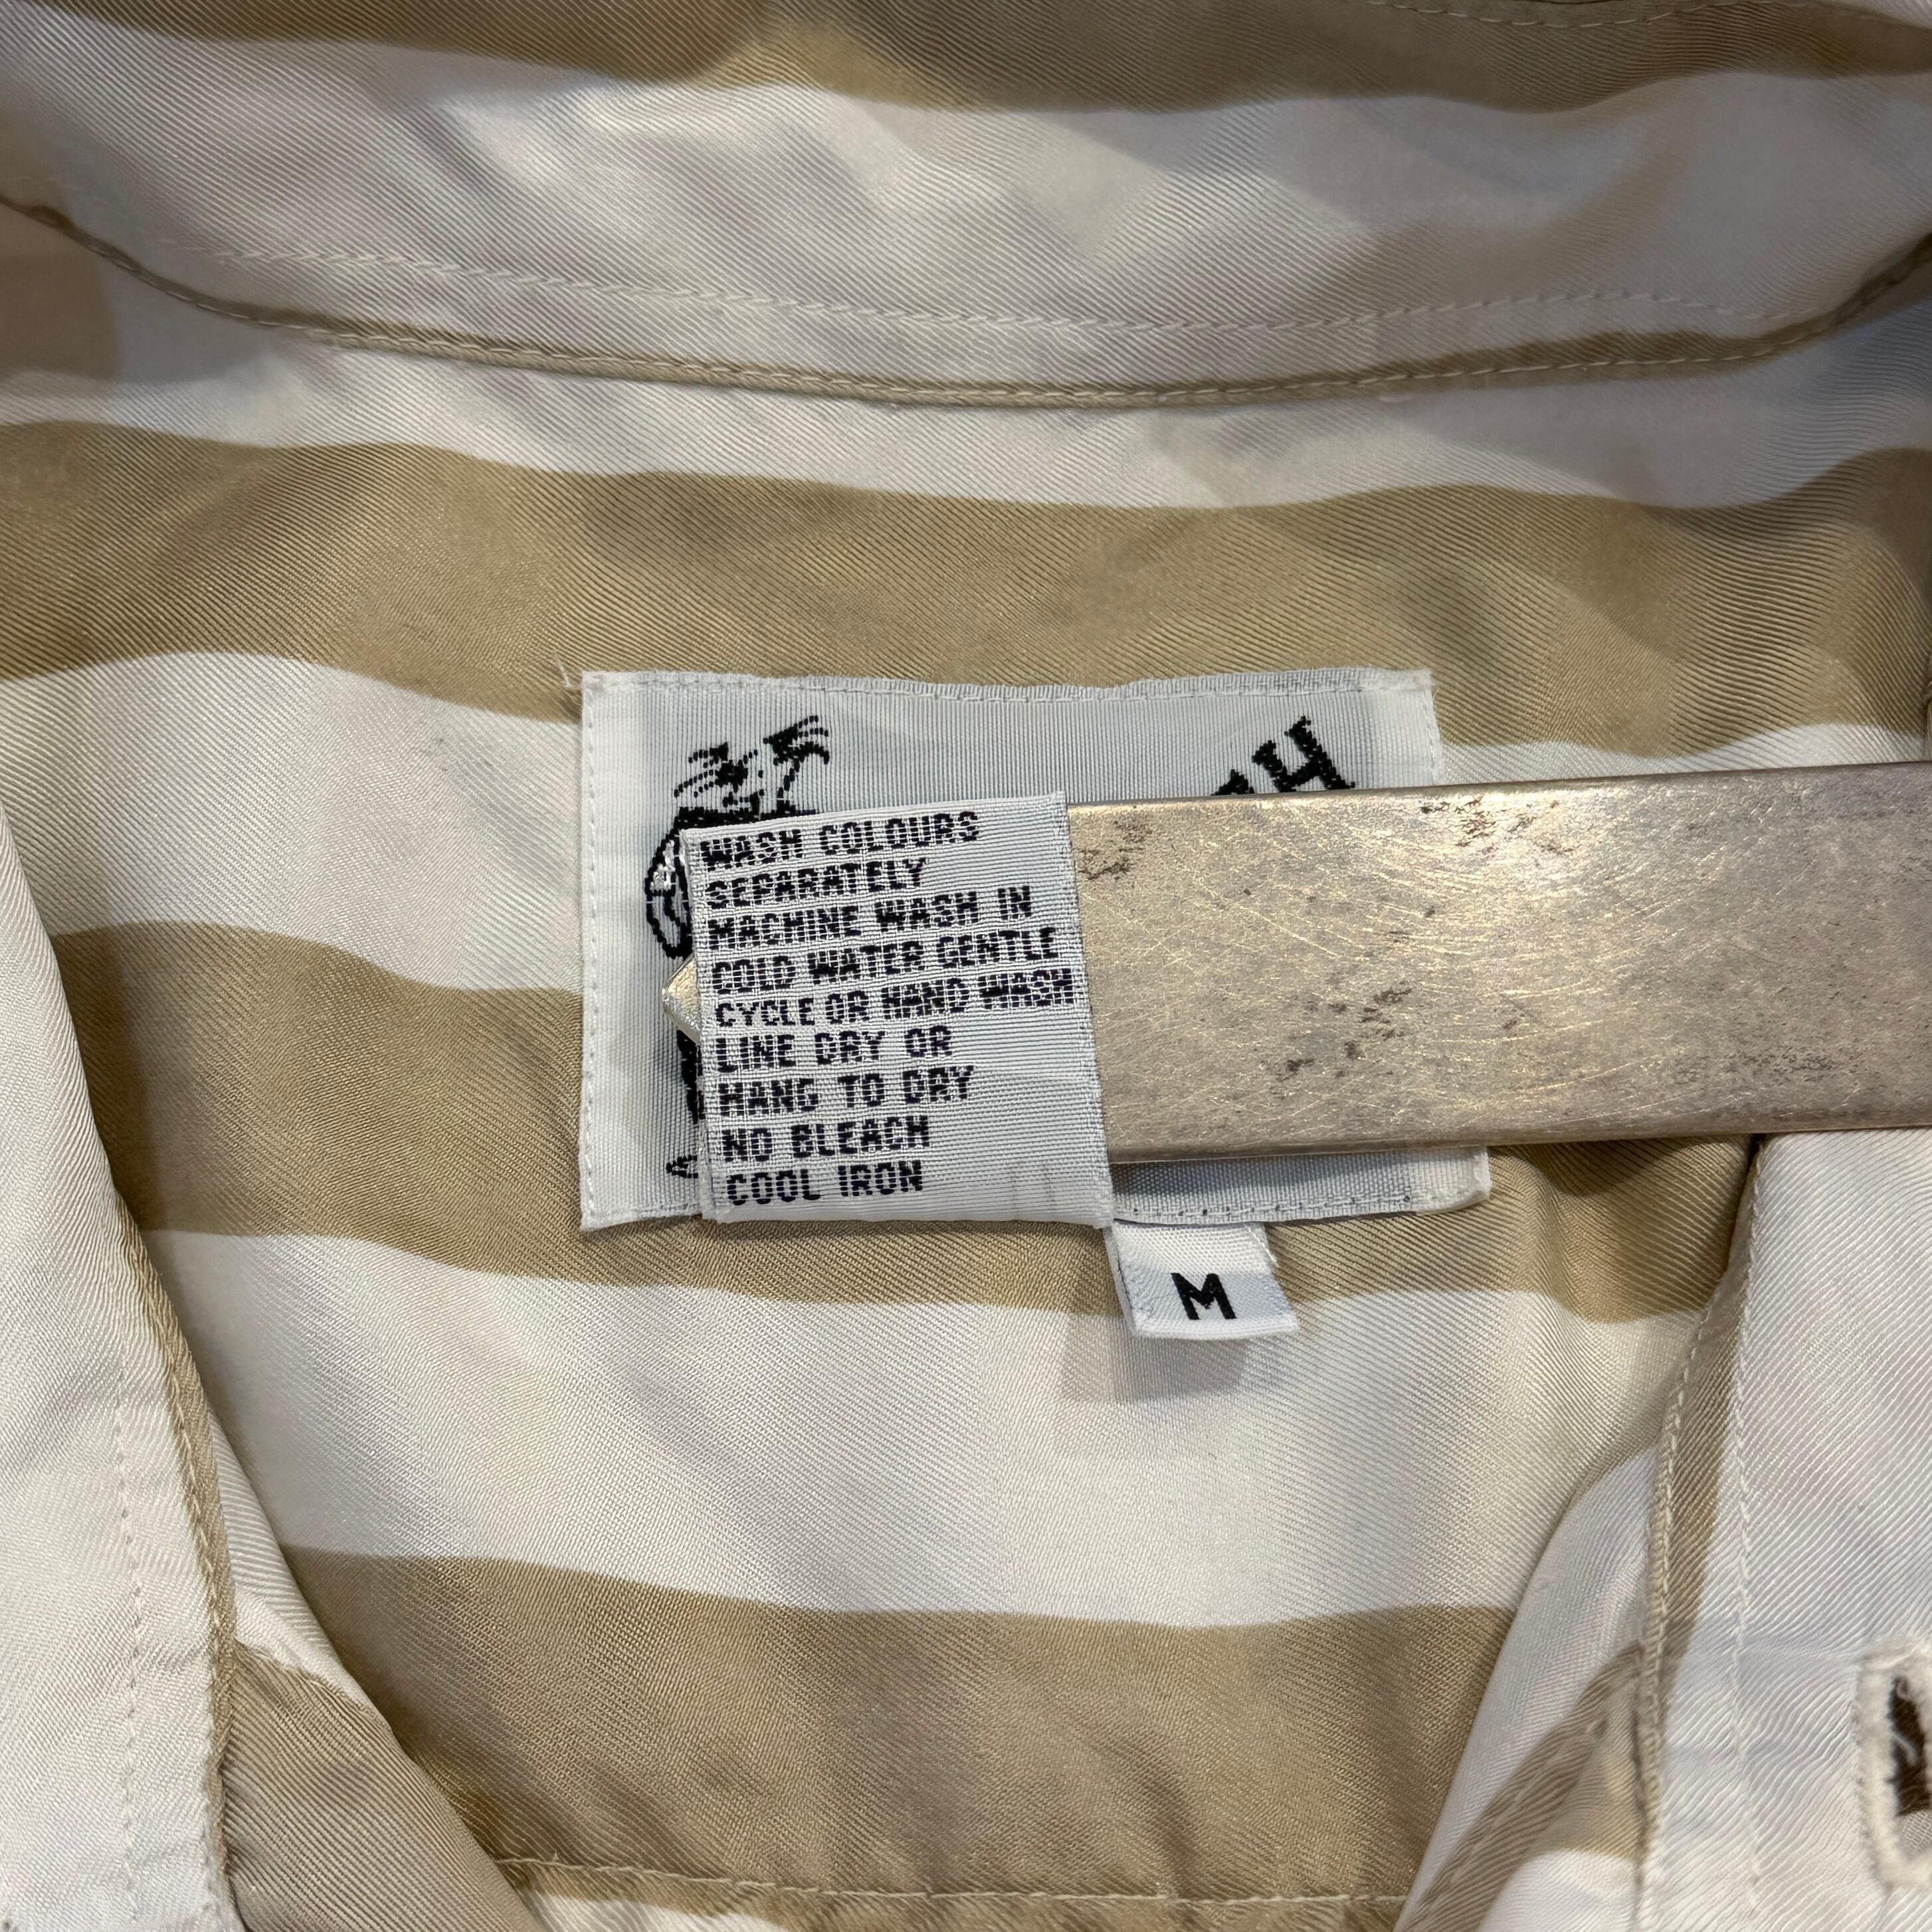 WASH COLOURS
SEPARATELY
MACHINE WASH IN
COLD WATER GENTLE
CYCLE OR HAND WASH
LINE DRY OR
HANG TO DRY
NO BLEACH
COOL IRON
M